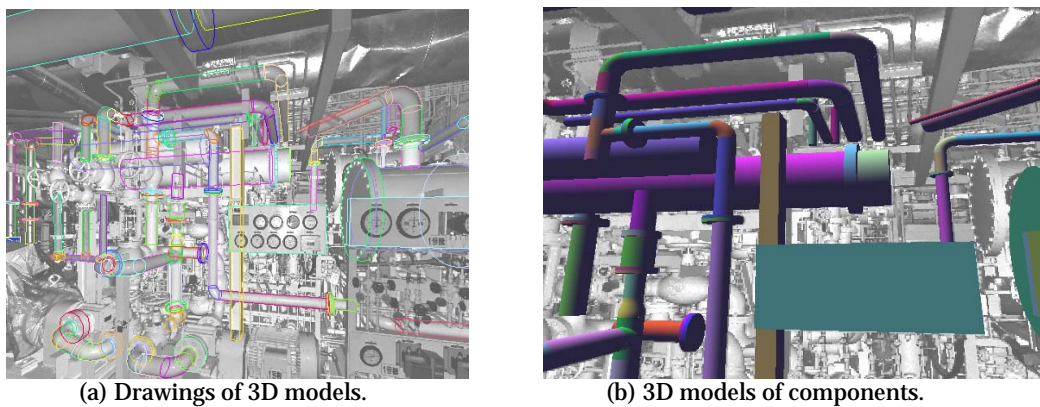 (a) Drawings of 3D models.
(b) 3D models of components.